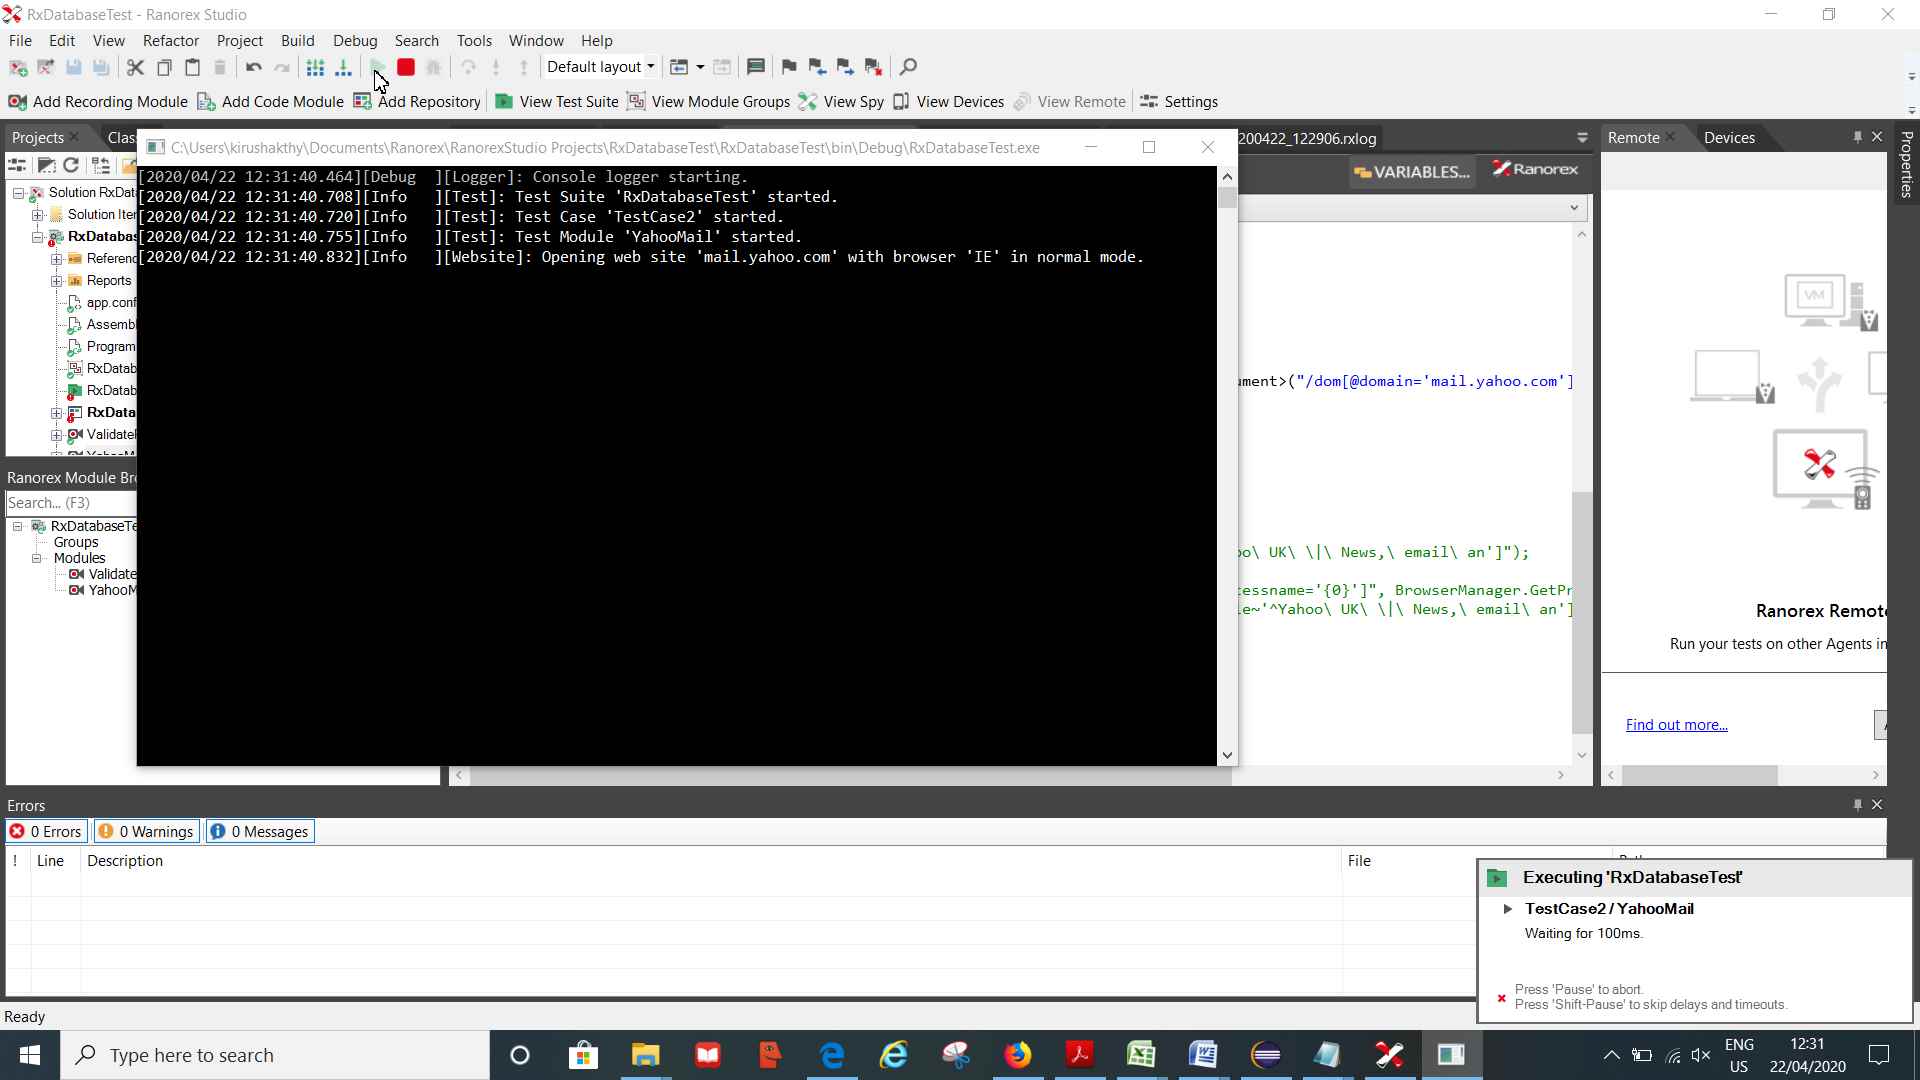 RxDatabaseTest - Ranorex Studio
File Edit View Refactor Project Build Debug Search Tools Window Help
Default layout
Add Recording Module Add Code Module Add Repository View Test Suite View Module Groups View Spy View Devices View Remote Settings
Projects Clas
C:\Users\kirushakthy\Documents\Ranorex\RanorexStudio Projects\RxDatabaseTest\RxDatabaseTest\bin\Debug\RxDatabaseTest.exe
200422_122906.rxlog
Remote Devices
Properties
VARIABLES...
Ranorex
[2020/04/22 12:31:40.464][Debug ][Logger]: Console logger starting.
[2020/04/22 12:31:40.708][Info ][Test]: Test Suite 'RxDatabaseTest' started.
[2020/04/22 12:31:40.720][Info ][Test]: Test Case 'TestCase2' started.
[2020/04/22 12:31:40.755][Info ][Test]: Test Module 'YahooMail' started.
[2020/04/22 12:31:40.832][Info ][Website]: Opening web site 'mail.yahoo.com' with browser 'IE' in normal mode.
Solution RxData
Solution Iter
RxDatabas
Referenc
Reports
app.conf
Assembl
Program
RxDatab
RxDatab
RxData
Validatel
ument>("/dom[@domain='mail.yahoo.com']
oo\ UK\ \|\ News,\ email\ an']");
cessname='{0}']", BrowserManager.GetPr
le~'^Yahoo\ UK\ \|\ News,\ email\ an']
VM
Ranorex Remote
Run your tests on other Agents in
Find out more...
Ranorex Module Bro
Search... (F3)
RxDatabaseTe
Groups
Modules
Validate
YahooM
Errors
0 Errors 0 Warnings 0 Messages
! Line Description File
Executing 'RxDatabaseTest'
TestCase2 / YahooMail
Waiting for 100ms.
Press 'Pause' to abort.
Press 'Shift-Pause' to skip delays and timeouts.
Ready
Type here to search
ENG
US
12:31
22/04/2020